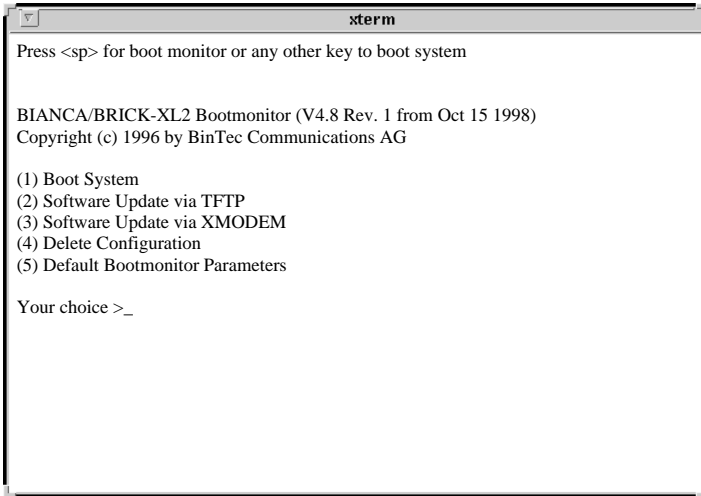 xterm
Press <sp> for boot monitor or any other key to boot system
BIANCA/BRICK-XL2 Bootmonitor (V4.8 Rev. 1 from Oct 15 1998)
Copyright (c) 1996 by BinTec Communications AG
(1) Boot System
(2) Software Update via TFTP
(3) Software Update via XMODEM
(4) Delete Configuration
(5) Default Bootmonitor Parameters
Your choice >_